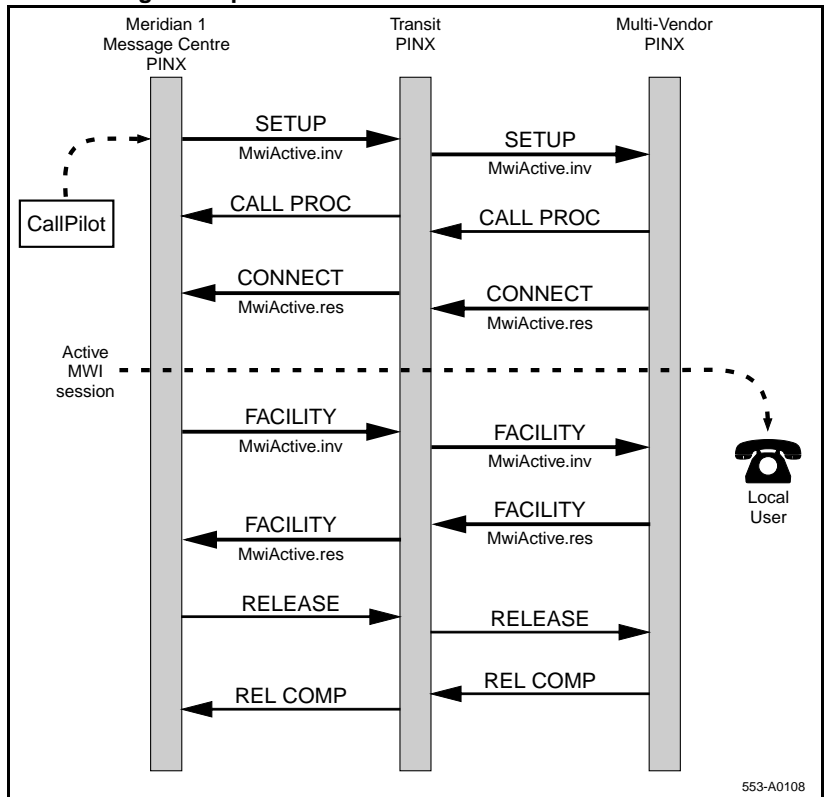 Meridian 1
Message Centre
PINX
Transit
PINX
Multi-Vendor
PINX
SETUP
MwiActive.inv
SETUP
MwiActive.inv
CallPilot
CALL PROC
CALL PROC
CONNECT
MwiActive.res
CONNECT
MwiActive.res
Active
MWI
session
FACILITY
MwiActive.inv
FACILITY
MwiActive.inv
Local
User
FACILITY
MwiActive.res
FACILITY
MwiActive.res
RELEASE
RELEASE
REL COMP
REL COMP
553-A0108